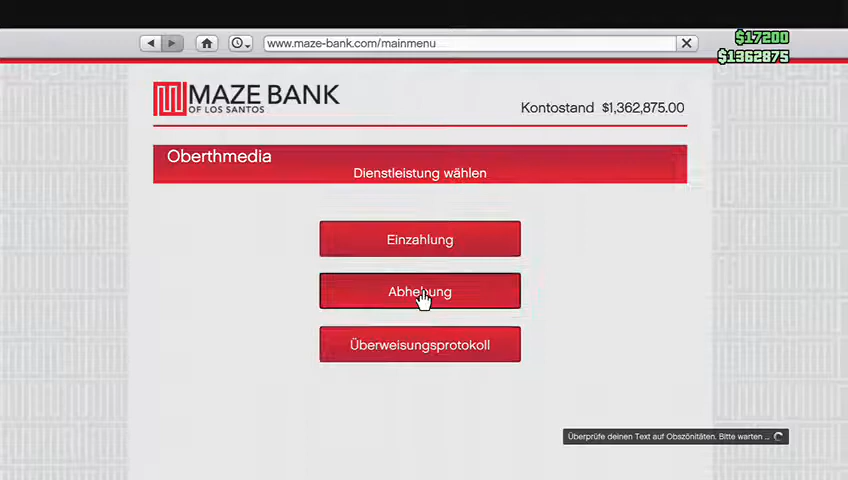 www.maze-bank.com/mainmenu
$17200
$1362875
MAZE BANK
OF LOS SANTOS
Kontostand $1,362,875.00
Oberthmedia
Dienstleistung wählen
Einzahlung
Abhebung
Überweisungsprotokoll
Überprüfe deinen Text auf Obszönitäten. Bitte warten ...